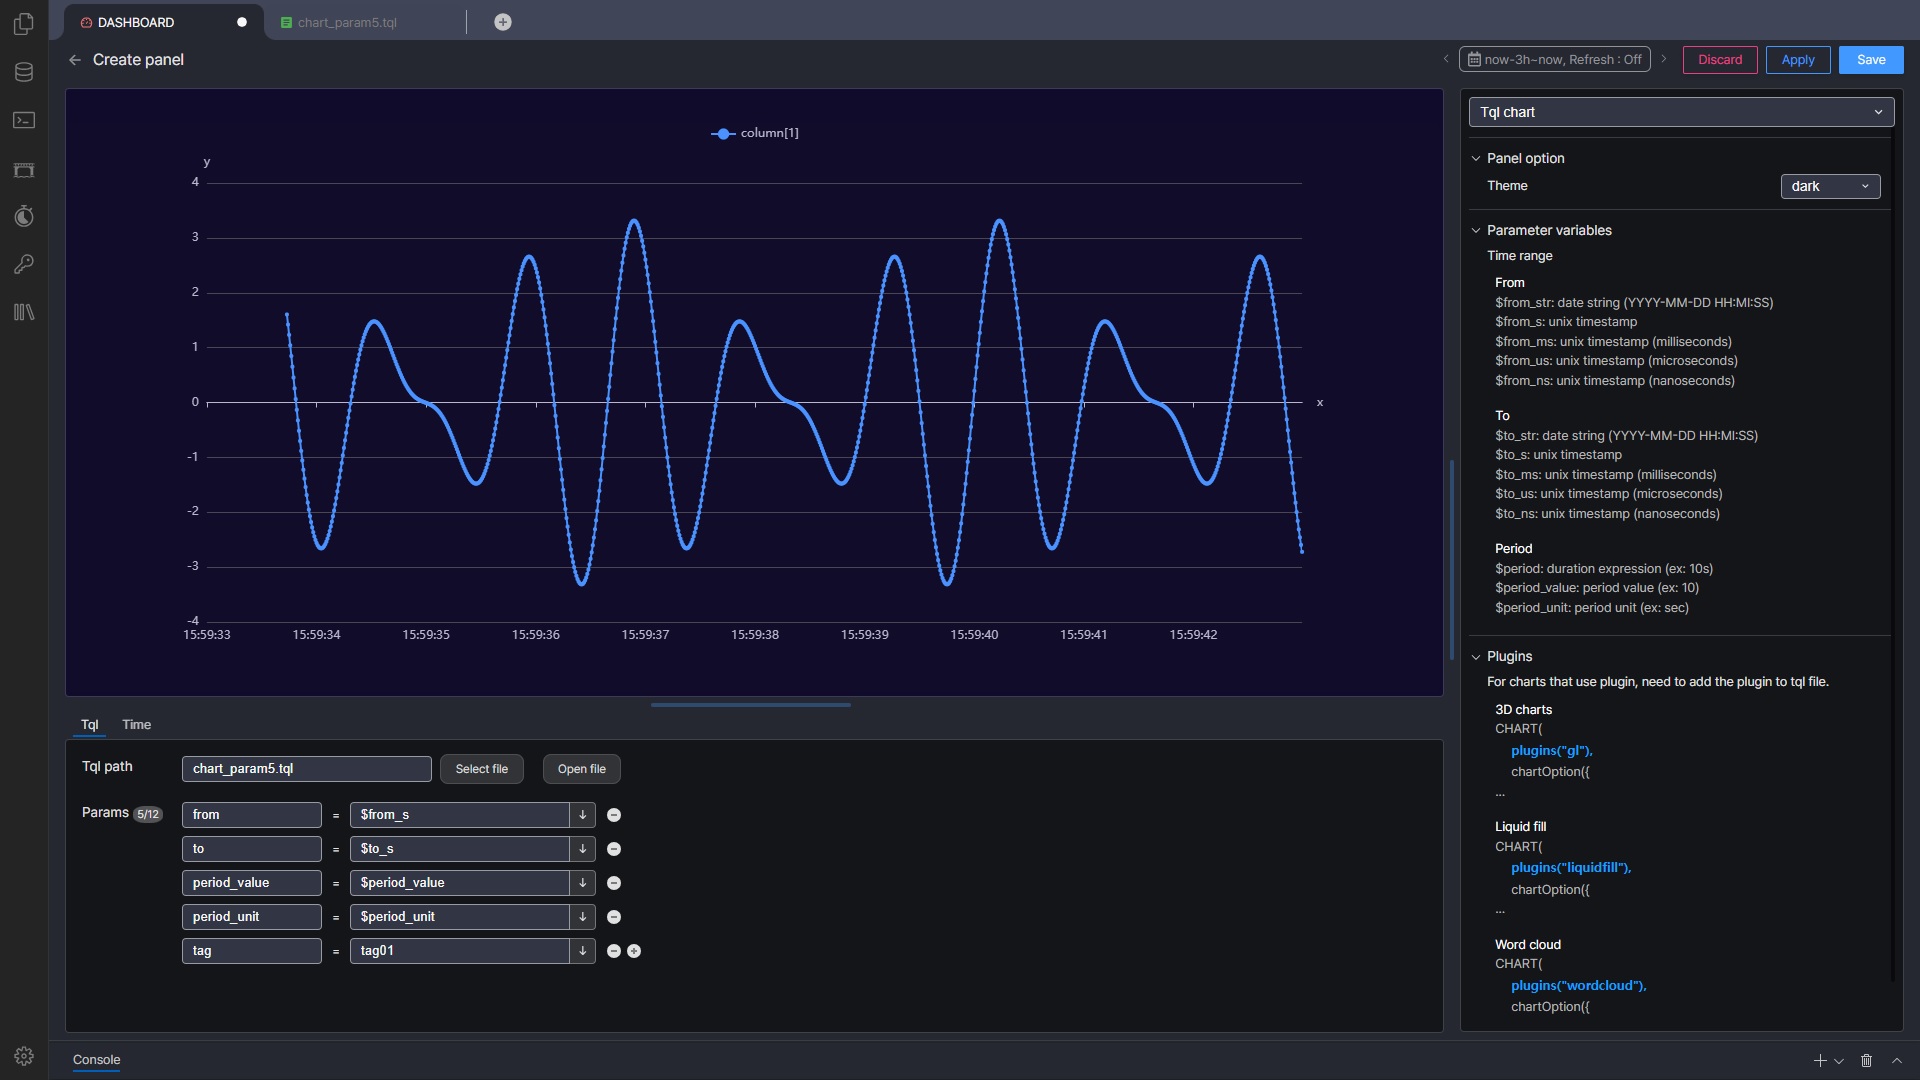 DASHBOARD
chart_param5.tql
Create panel
now-3h~now, Refresh : Off
Discard
Apply
Save
column[1]
y
4
3
2
1
0
x
-1
-2
-3
-4
15:59:33 15:59:34 15:59:35 15:59:36 15:59:37 15:59:38 15:59:39 15:59:40 15:59:41 15:59:42
Tql Time
Tql path chart_param5.tql Select file Open file
Params 5/12 from = $from_s
to = $to_s
period_value = $period_value
period_unit = $period_unit
tag = tag01
Console
Tql chart
Panel option
Theme dark
Parameter variables
Time range
From
$from_str: date string (YYYY-MM-DD HH:MI:SS)
$from_s: unix timestamp
$from_ms: unix timestamp (milliseconds)
$from_us: unix timestamp (microseconds)
$from_ns: unix timestamp (nanoseconds)
To
$to_str: date string (YYYY-MM-DD HH:MI:SS)
$to_s: unix timestamp
$to_ms: unix timestamp (milliseconds)
$to_us: unix timestamp (microseconds)
$to_ns: unix timestamp (nanoseconds)
Period
$period: duration expression (ex: 10s)
$period_value: period value (ex: 10)
$period_unit: period unit (ex: sec)
Plugins
For charts that use plugin, need to add the plugin to tql file.
3D charts
CHART(
plugins("gl"),
chartOption({
...
Liquid fill
CHART(
plugins("liquidfill"),
chartOption({
...
Word cloud
CHART(
plugins("wordcloud"),
chartOption({